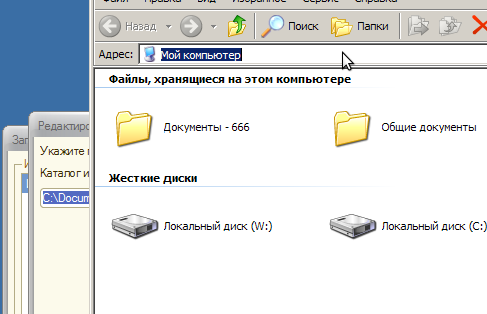 Файл Правка Вид Избранное Сервис Справка
Назад Поиск Папки
Адрес: Мой компьютер
Файлы, хранящиеся на этом компьютере
Документы - 666 Общие документы
Жесткие диски
Локальный диск (W:) Локальный диск (C:)
Редактиро
Укажите
Каталог и
C:\Docum